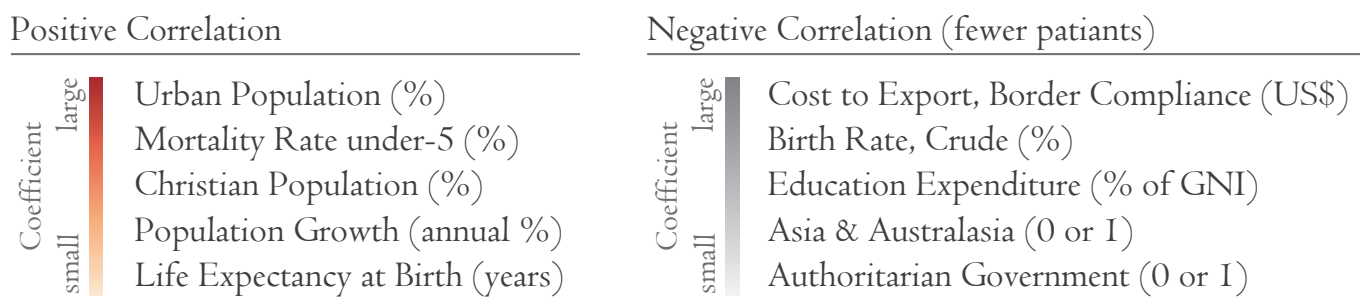 Positive Correlation
Coefficient
large
small
Urban Population (%)
Mortality Rate under-5 (%)
Christian Population (%)
Population Growth (annual %)
Life Expectancy at Birth (years)
Negative Correlation (fewer patiants)
Coefficient
large
small
Cost to Export, Border Compliance (US$)
Birth Rate, Crude (%)
Education Expenditure (% of GNI)
Asia & Australasia (0 or 1)
Authoritarian Government (0 or 1)